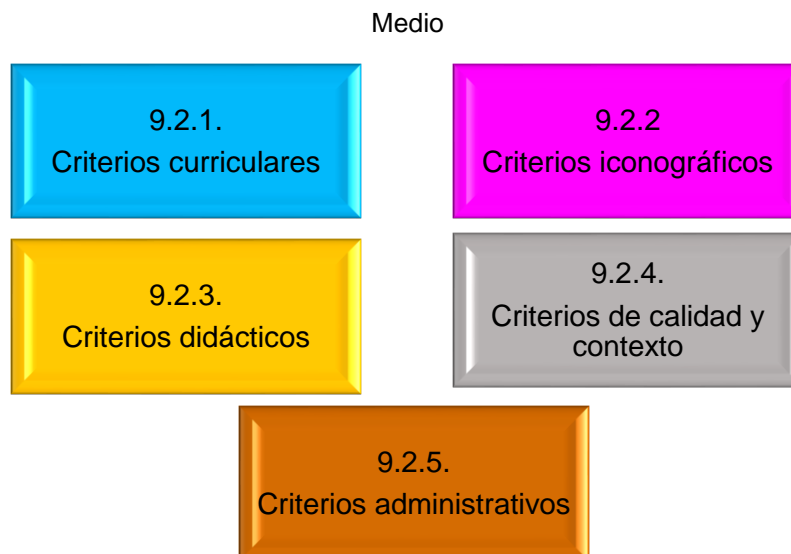 Medio
9.2.1.
Criterios curriculares
9.2.2
Criterios iconográficos
9.2.3.
Criterios didácticos
9.2.4.
Criterios de calidad y
contexto
9.2.5.
Criterios administrativos